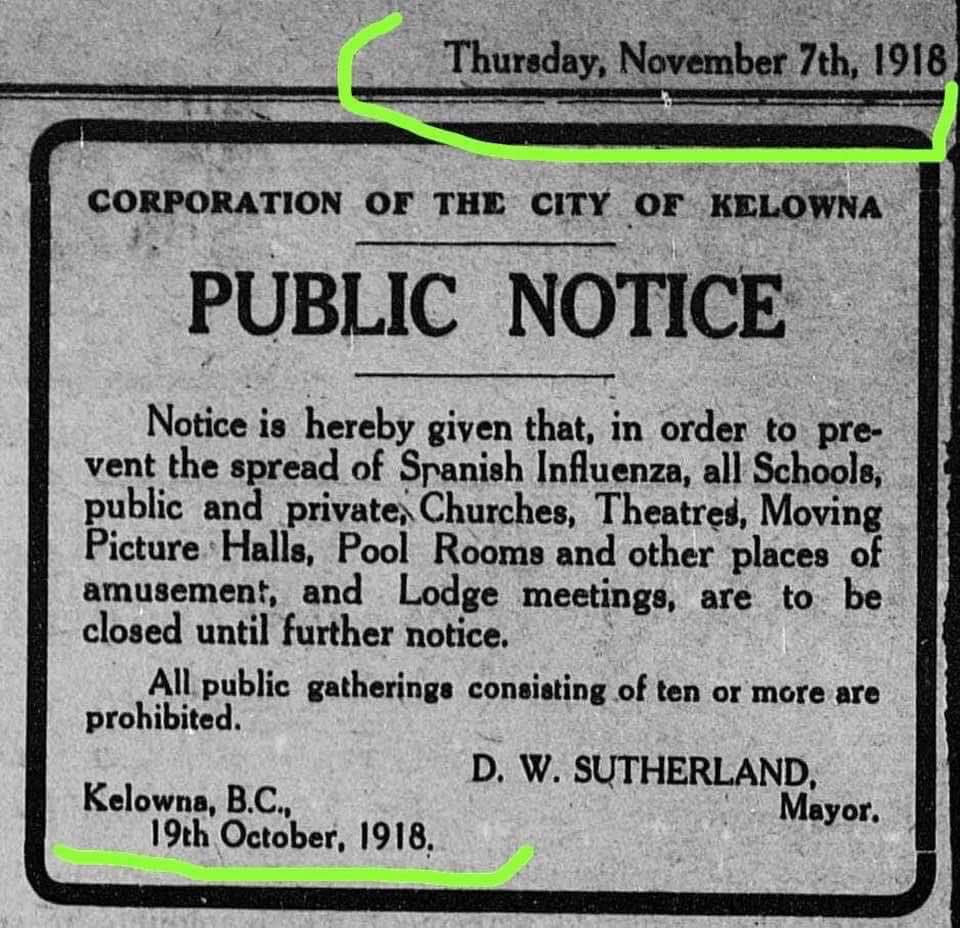 Thursday, November 7th, 1918
CORPORATION OF THE CITY OF KELOWNA
PUBLIC NOTICE
Notice is hereby given that, in order to pre-
vent the spread of Spanish Influenza, all Schools,
public and private, Churches, Theatres, Moving
Picture Halls, Pool Rooms and other places of
amusement, and Lodge meetings, are to be
closed until further notice.
All public gatherings consisting of ten or more are
prohibited.
D. W. SUTHERLAND,
Mayor.
Kelowna, B.C.,
19th October, 1918.